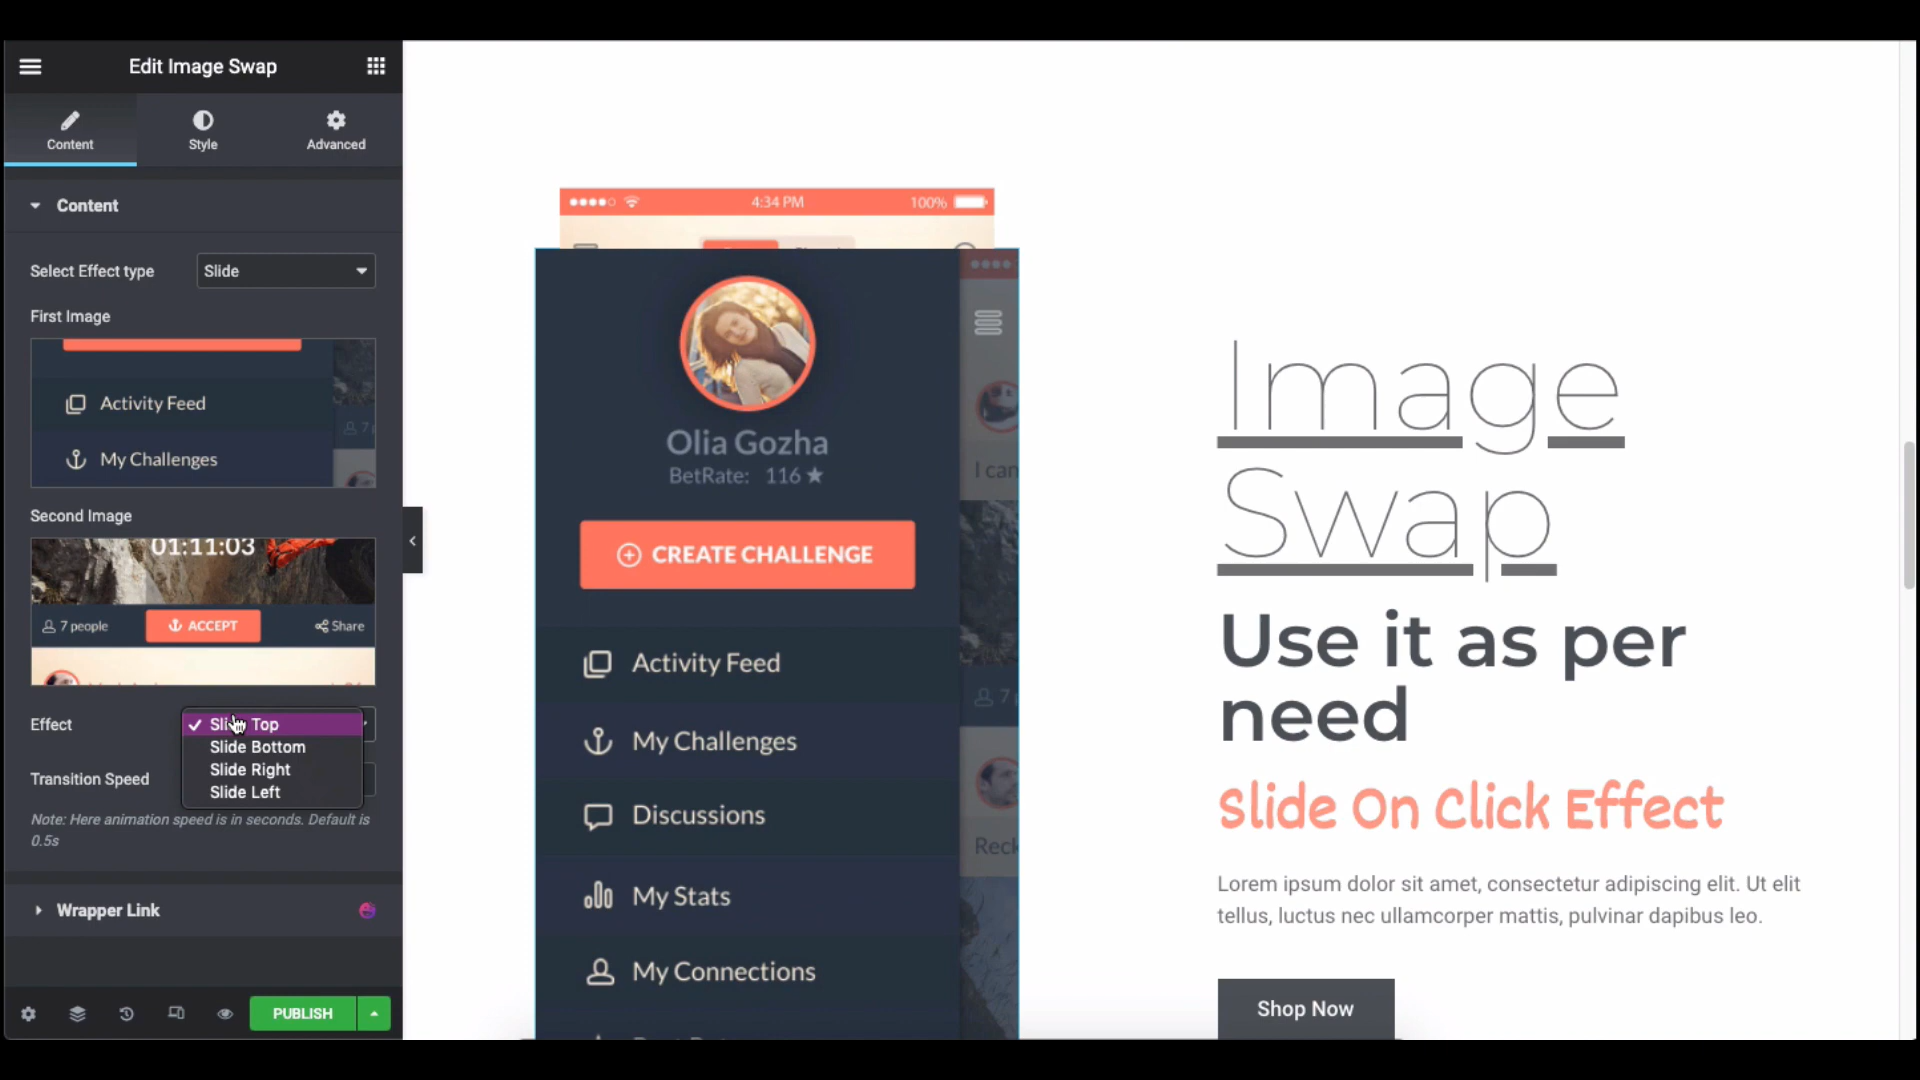 Edit Image Swap
Content
Style
Advanced
Content
Select Effect type
Slide
First Image
Activity Feed
My Challenges
Second Image
01:11:03
7 people
ACCEPT
Share
Effect
Slide Top
Slide Bottom
Slide Right
Slide Left
Transition Speed
Note: Here animation speed is in seconds. Default is
0.5s
Wrapper Link
PUBLISH
4:34 PM
100%
Olia Gozha
BetRate: 116
I can
CREATE CHALLENGE
Activity Feed
7
My Challenges
Discussions
Reck
My Stats
My Connections
Image
Swap
Use it as per
need
Slide On Click Effect
Lorem ipsum dolor sit amet, consectetur adipiscing elit. Ut elit
tellus, luctus nec ullamcorper mattis, pulvinar dapibus leo.
Shop Now